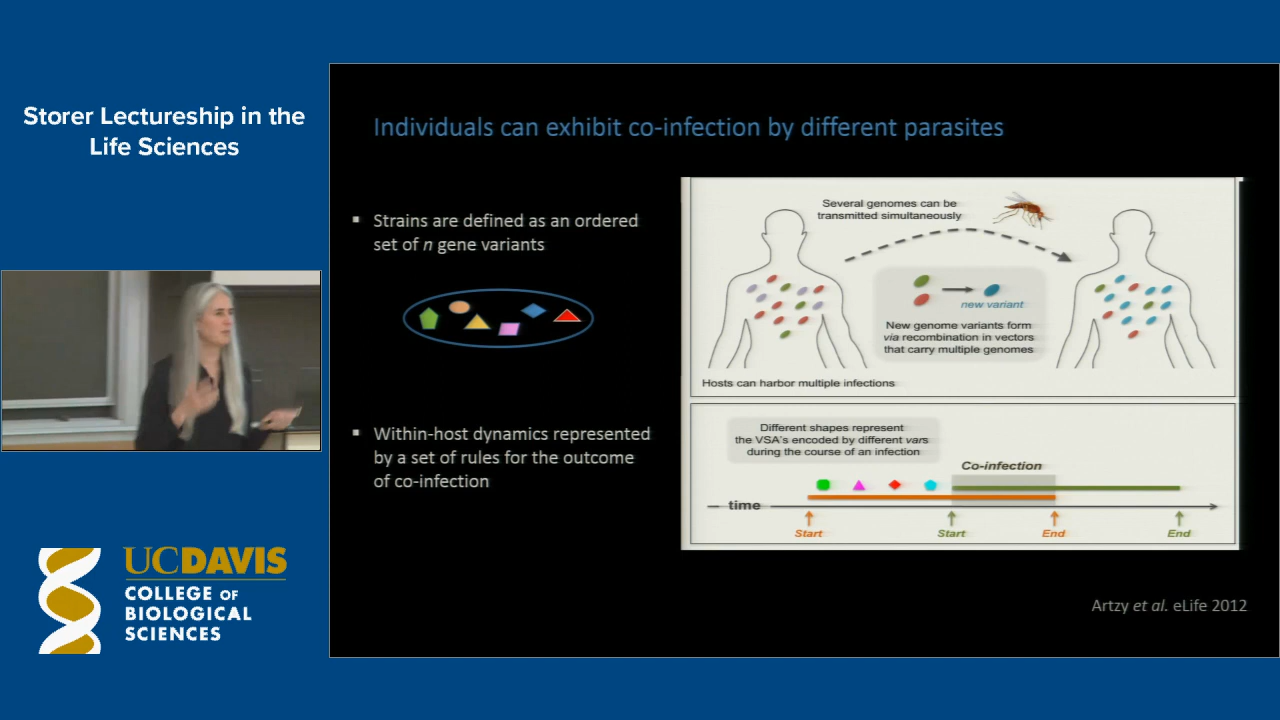 Storer Lectureship in the
Life Sciences
UCDAVIS
COLLEGE OF
BIOLOGICAL
SCIENCES
Individuals can exhibit co-infection by different parasites
▪ Strains are defined as an ordered
set of n gene variants
▪ Within-host dynamics represented
by a set of rules for the outcome
of co-infection
Several genomes can be
transmitted simultaneously
new variant
New genome variants form
via recombination in vectors
that carry multiple genomes
Hosts can harbor multiple infections
Different shapes represent
the VSA's encoded by different vars
during the course of an infection
Co-infection
time
Start
Start
End
End
Artzy et al. eLife 2012